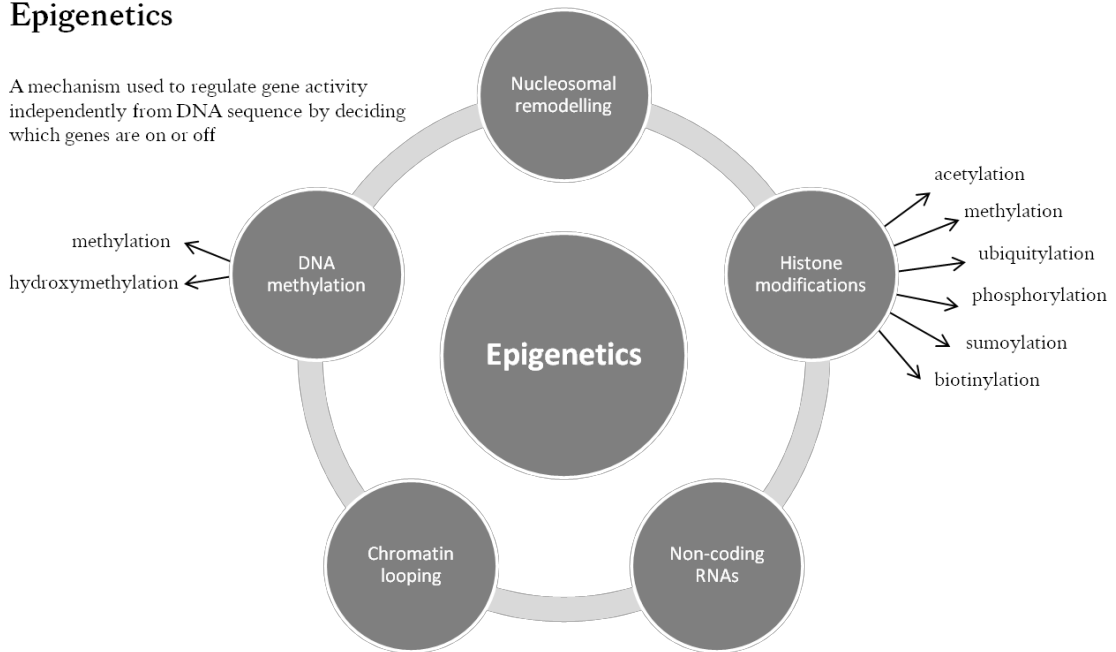 Epigenetics
A mechanism used to regulate gene activity
independently from DNA sequence by deciding
which genes are on or off
Nucleosomal
remodelling
DNA
methylation
methylation
hydroxymethylation
Histone
modifications
acetylation
methylation
ubiquitylation
phosphorylation
sumoylation
biotinylation
Epigenetics
Chromatin
looping
Non-coding
RNAs